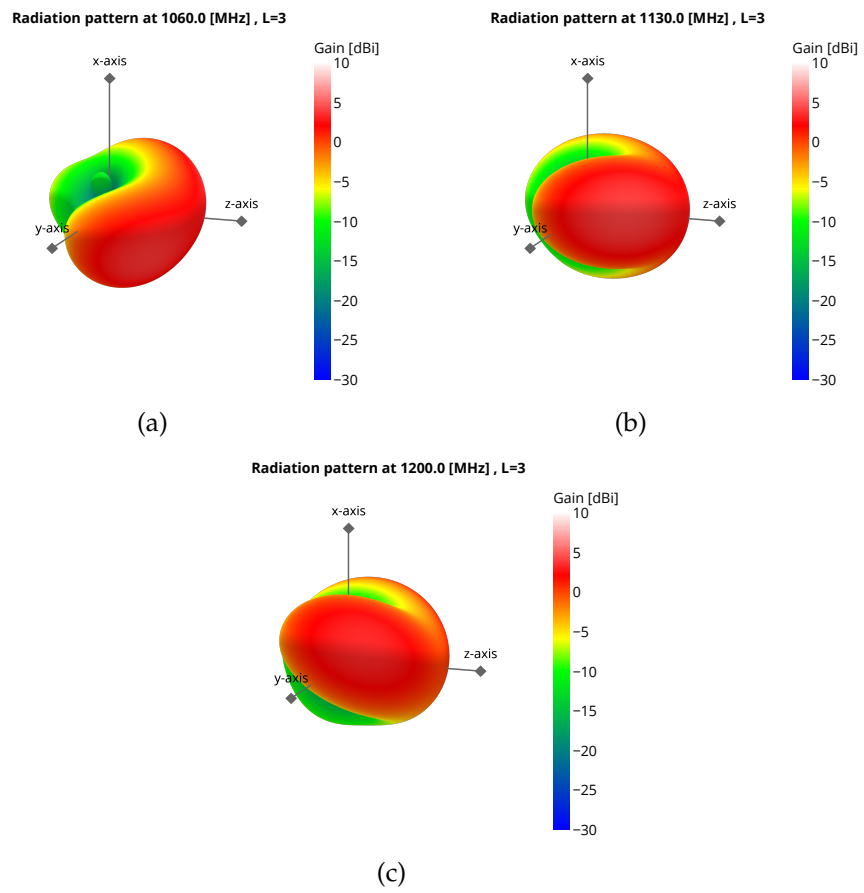 Radiation pattern at 1060.0 [MHz] , L=3
Gain [dBi]
x-axis
10
5
0
−5
−10
−15
−20
−25
−30
z-axis
y-axis
(a)
Radiation pattern at 1130.0 [MHz] , L=3
Gain [dBi]
x-axis
10
5
0
−5
−10
−15
−20
−25
−30
z-axis
y-axis
(b)
Radiation pattern at 1200.0 [MHz] , L=3
Gain [dBi]
x-axis
10
5
0
−5
−10
−15
−20
−25
−30
z-axis
y-axis
(c)